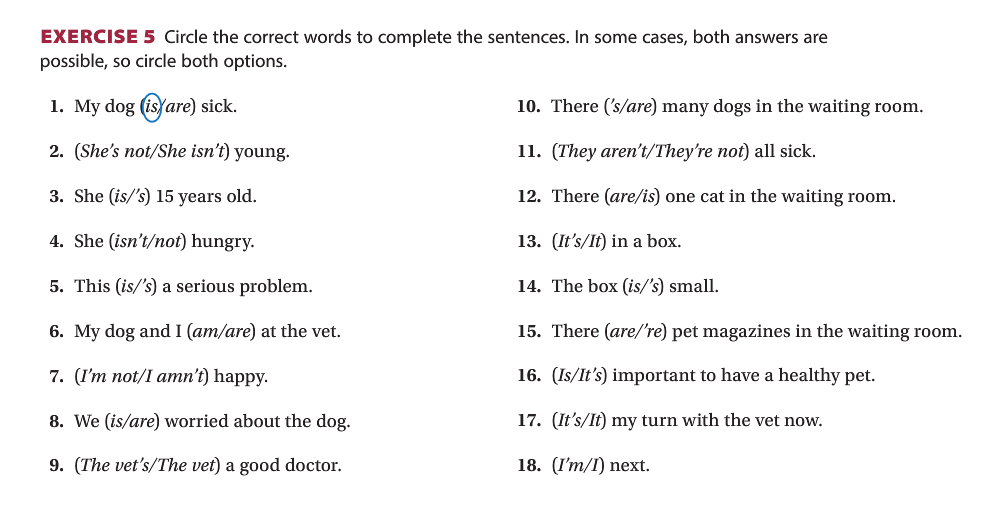 EXERCISE 5 Circle the correct words to complete the sentences. In some cases, both answers are
possible, so circle both options.
1. My dog (is/are) sick.
2. (She’s not/She isn’t) young.
3. She (is/’s) 15 years old.
4. She (isn’t/not) hungry.
5. This (is/’s) a serious problem.
6. My dog and I (am/are) at the vet.
7. (I’m not/I amn’t) happy.
8. We (is/are) worried about the dog.
9. (The vet’s/The vet) a good doctor.
10. There (’s/are) many dogs in the waiting room.
11. (They aren’t/They’re not) all sick.
12. There (are/is) one cat in the waiting room.
13. (It’s/It) in a box.
14. The box (is/’s) small.
15. There (are/’re) pet magazines in the waiting room.
16. (Is/It’s) important to have a healthy pet.
17. (It’s/It) my turn with the vet now.
18. (I’m/I) next.